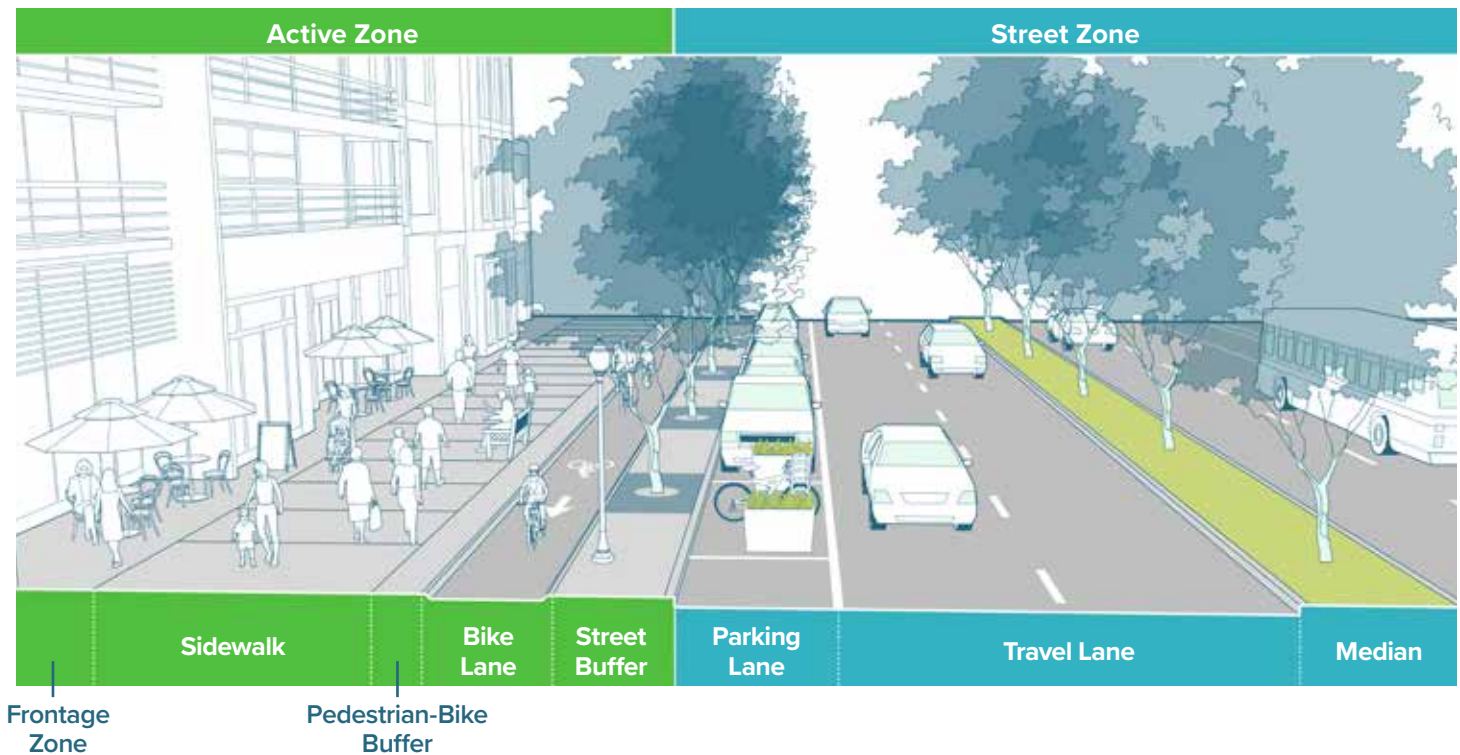 Active Zone
Street Zone
Sidewalk
Bike
Lane
Street
Buffer
Parking
Lane
Travel Lane
Median
Frontage
Zone
Pedestrian-Bike
Buffer